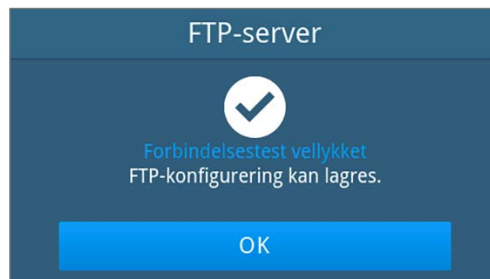 FTP-server
Forbindelsestest vellykket
FTP-konfigurering kan lagres.
OK